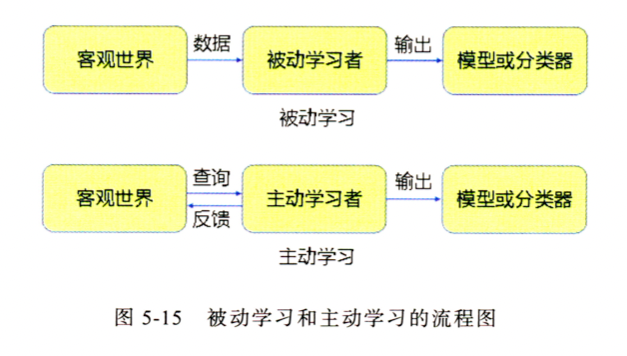 客观世界 数据 被动学习者 输出 模型或分类器
被动学习
客观世界 查询 反馈 主动学习者 输出 模型或分类器
主动学习
图 5-15 被动学习和主动学习的流程图